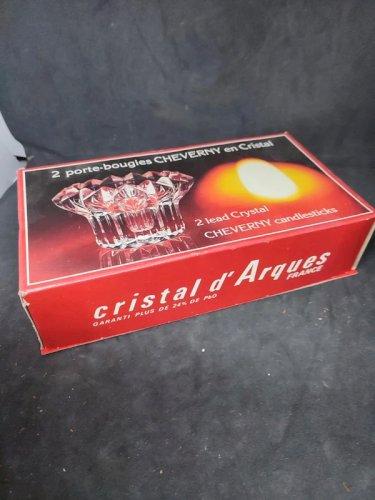 2 porte-bougies CHEVERNY en Cristal
2 lead Crystal
CHEVERNY candlesticks
cristal d'Arques
FRANCE
GARANTI PLUS DE 24% DE PbO